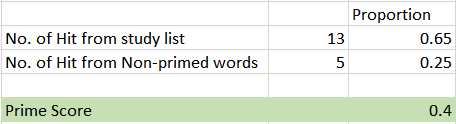 Proportion
No. of Hit from study list 13 0.65
No. of Hit from Non-primed words 5 0.25
Prime Score 0.4